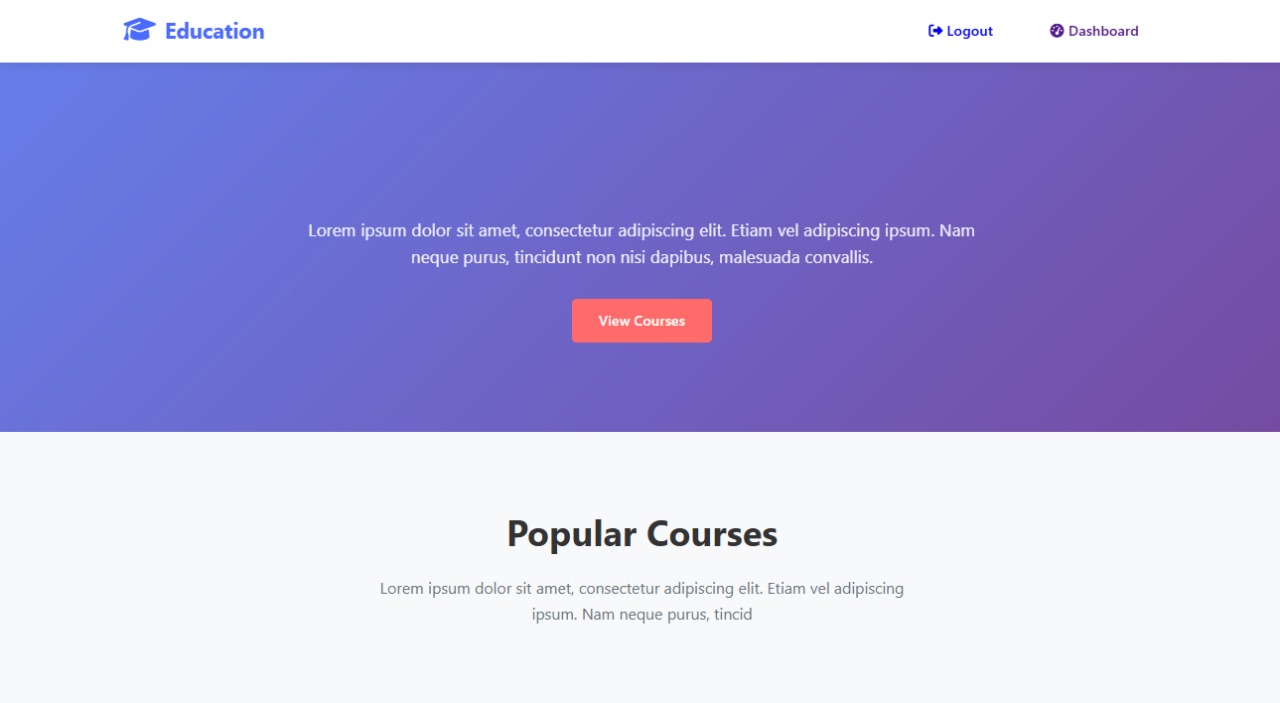 Education
Logout
Dashboard
Lorem ipsum dolor sit amet, consectetur adipiscing elit. Etiam vel adipiscing ipsum. Nam
neque purus, tincidunt non nisi dapibus, malesuada convallis.
View Courses
Popular Courses
Lorem ipsum dolor sit amet, consectetur adipiscing elit. Etiam vel adipiscing
ipsum. Nam neque purus, tincid